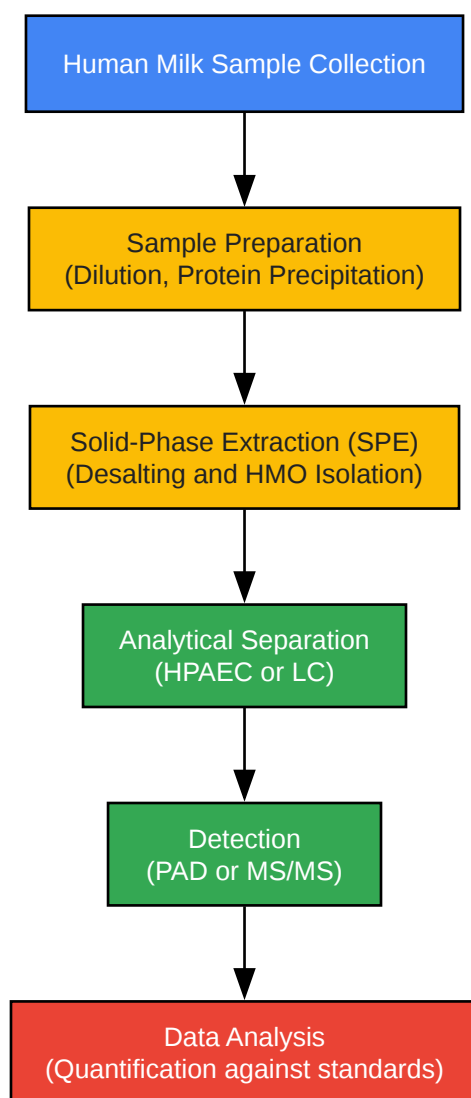 Human Milk Sample Collection
Sample Preparation
(Dilution, Protein Precipitation)
Solid-Phase Extraction (SPE)
(Desalting and HMO Isolation)
Analytical Separation
(HPAEC or LC)
Detection
(PAD or MS/MS)
Data Analysis
(Quantification against standards)